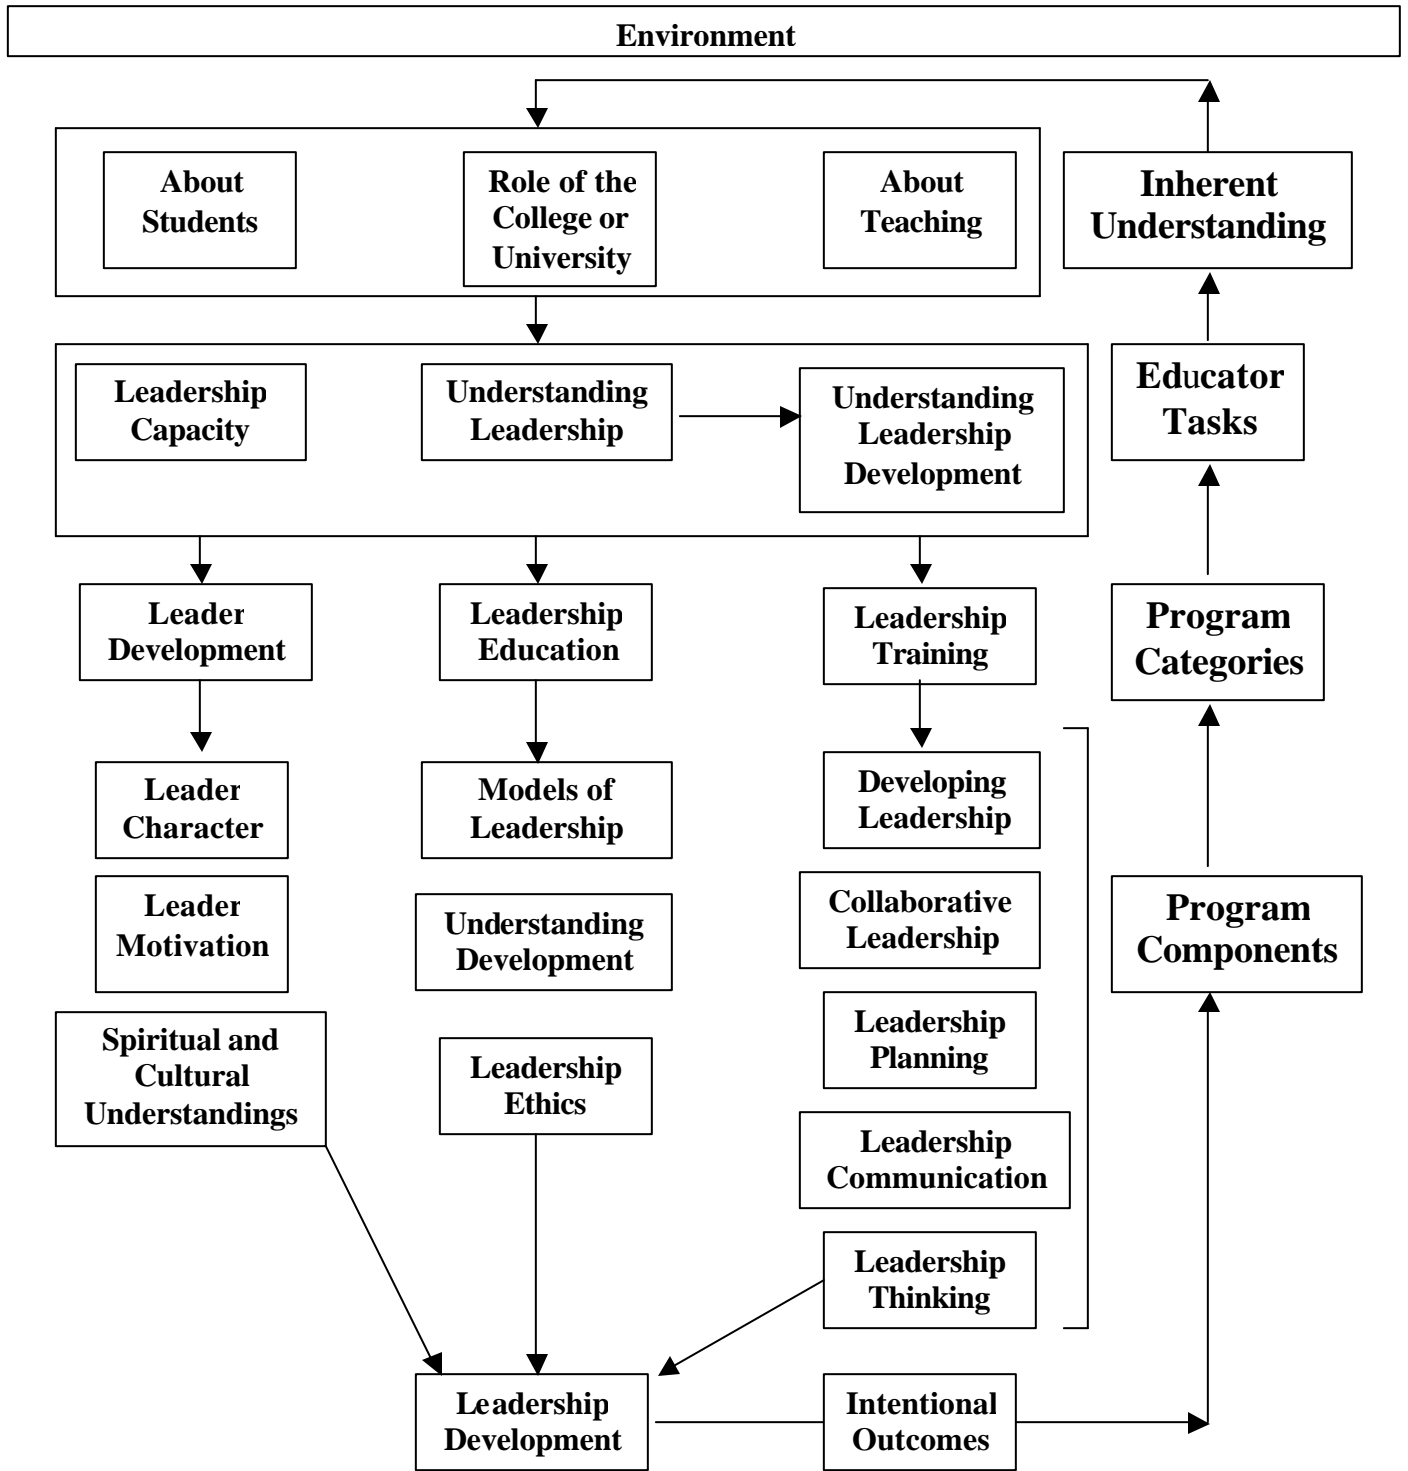 Environment
About
Students
Role of the
College or
University
About
Teaching
Inherent
Understanding
Leadership
Capacity
Understanding
Leadership
Understanding
Leadership
Development
Educator
Tasks
Leader
Development
Leadership
Education
Leadership
Training
Program
Categories
Leader
Character
Models of
Leadership
Developing
Leadership
Leader
Motivation
Understanding
Development
Collaborative
Leadership
Program
Components
Spiritual and
Cultural
Understandings
Leadership
Ethics
Leadership
Planning
Leadership
Communication
Leadership
Thinking
Leadership
Development
Intentional
Outcomes